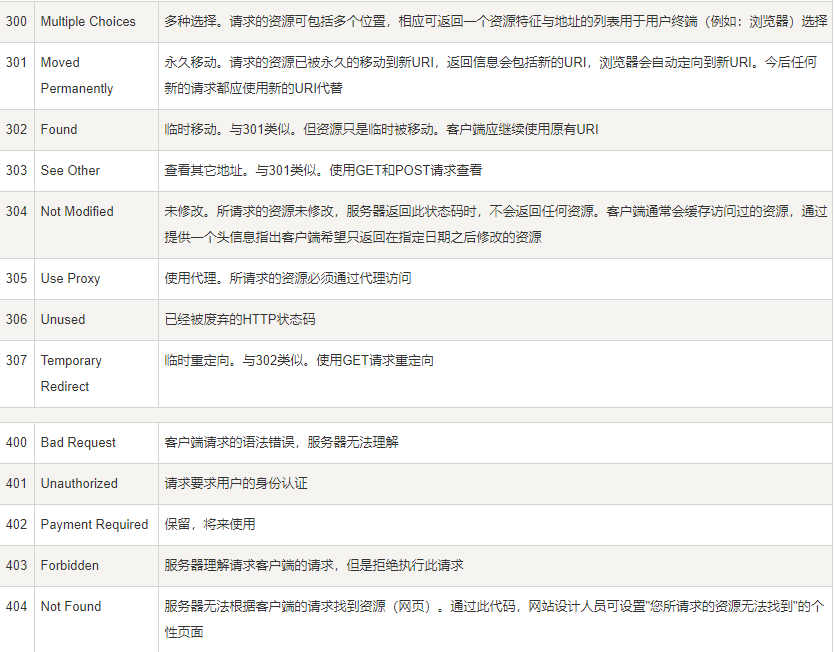 300 Multiple Choices 多种选择。请求的资源可包括多个位置，相应可返回一个资源特征与地址的列表用于用户终端（例如：浏览器）选择
301 Moved Permanently 永久移动。请求的资源已被永久的移动到新URI，返回信息会包括新的URI，浏览器会自动定向到新URI。今后任何
新的请求都应使用新的URI代替
302 Found 临时移动。与301类似。但资源只是临时被移动。客户端应继续使用原有URI
303 See Other 查看其它地址。与301类似。使用GET和POST请求查看
304 Not Modified 未修改。所请求的资源未修改，服务器返回此状态码时，不会返回任何资源。客户端通常会缓存访问过的资源，通过
提供一个头信息指出客户端希望只返回在指定日期之后修改的资源
305 Use Proxy 使用代理。所请求的资源必须通过代理访问
306 Unused 已经被废弃的HTTP状态码
307 Temporary Redirect 临时重定向。与302类似。使用GET请求重定向
400 Bad Request 客户端请求的语法错误，服务器无法理解
401 Unauthorized 请求要求用户的身份认证
402 Payment Required 保留，将来使用
403 Forbidden 服务器理解请求客户端的请求，但是拒绝执行此请求
404 Not Found 服务器无法根据客户端的请求找到资源（网页）。通过此代码，网站设计人员可设置"您所请求的资源无法找到"的个
性页面